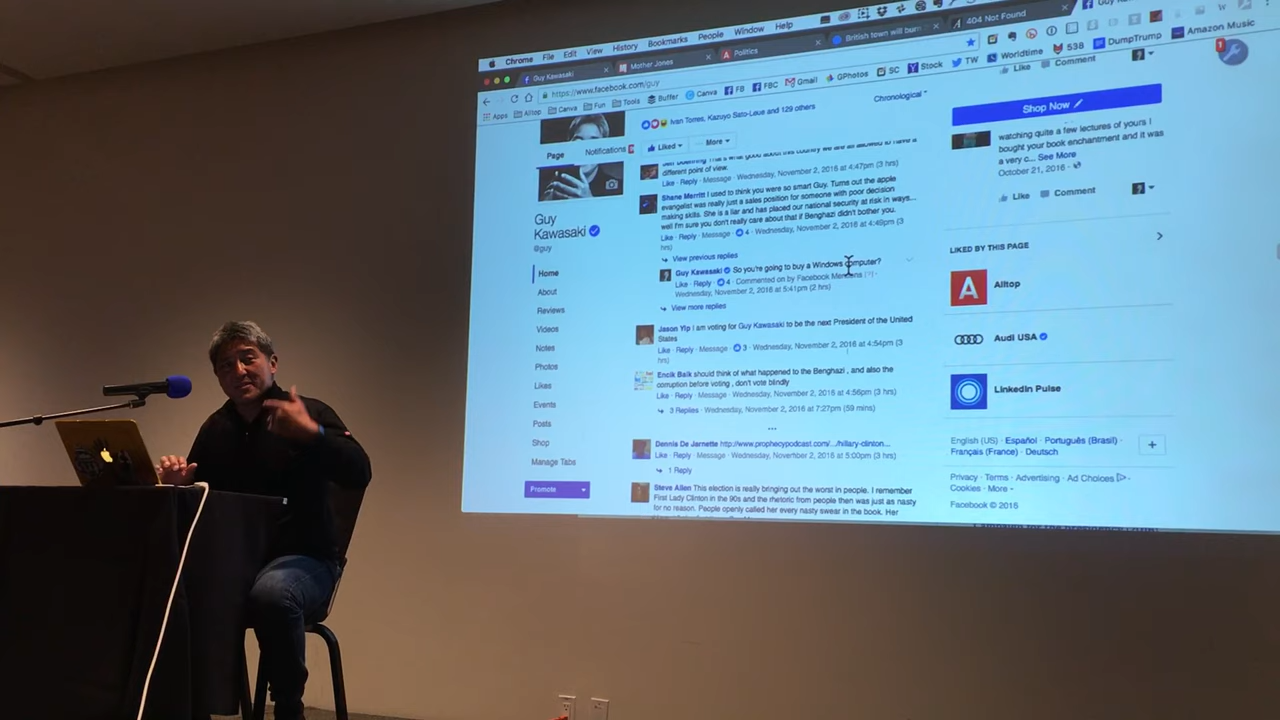 Chrome File Edit View History Bookmarks People Window Help
Guy Kawasaki
Mother Jones
Politics
British town will burn
404 Not Found
https://www.facebook.com/guy
Apps Alltop Canva Fun Tools Buffer Canva FB FBC Gmail GPhotos SC Stock TW Worldtime 538 DumpTrump Amazon Music
Page Notifications
Guy
Kawasaki
@guy
Home
About
Reviews
Videos
Notes
Photos
Likes
Events
Posts
Shop
Manage Tabs
Promote
Ivan Torres, Kazuyo Sato-Leue and 129 others
Chronological
Liked More
different point of view.
Like · Reply · Message · Wednesday, November 2, 2016 at 4:47pm (3 hrs)
Shane Merritt I used to think you were so smart Guy. Turns out the apple
evangelist was really just a sales position for someone with poor decision
making skills. She is a liar and has placed our national security at risk in ways...
well I'm sure you don't really care about that if Benghazi didn't bother you.
Like · Reply · Message · 4 · Wednesday, November 2, 2016 at 4:49pm (3
hrs)
View previous replies
Guy Kawasaki So you're going to buy a Windows computer?
Like · Reply · 4 · Commented on by Facebook Mentions [?] ·
Wednesday, November 2, 2016 at 5:41pm (2 hrs)
View more replies
Jason Yip I am voting for Guy Kawasaki to be the next President of the United
States
Like · Reply · Message · 3 · Wednesday, November 2, 2016 at 4:54pm (3
hrs)
Encik Baik should think of what happened to the Benghazi , and also the
corruption before voting , don't vote blindly
Like · Reply · Message · Wednesday, November 2, 2016 at 4:56pm (3 hrs)
3 Replies · Wednesday, November 2, 2016 at 7:27pm (59 mins)
Dennis De Jarnette http://www.prophecypodcast.com/.../hillary-clinton...
Like · Reply · Message · Wednesday, November 2, 2016 at 5:00pm (3 hrs)
1 Reply
Steve Allen This election is really bringing out the worst in people. I remember
First Lady Clinton in the 90s and the rhetoric from people then was just as nasty
for no reason. People openly called her every nasty swear in the book. Her
Like Comment
1
Shop Now
watching quite a few lectures of yours I
bought your book enchantment and it was
a very c... See More
October 21, 2016 ·
Like Comment
LIKED BY THIS PAGE
A
Alltop
Audi USA
LinkedIn Pulse
English (US) · Español · Português (Brasil) ·
Français (France) · Deutsch
Privacy · Terms · Advertising · Ad Choices
Cookies · More
Facebook © 2016